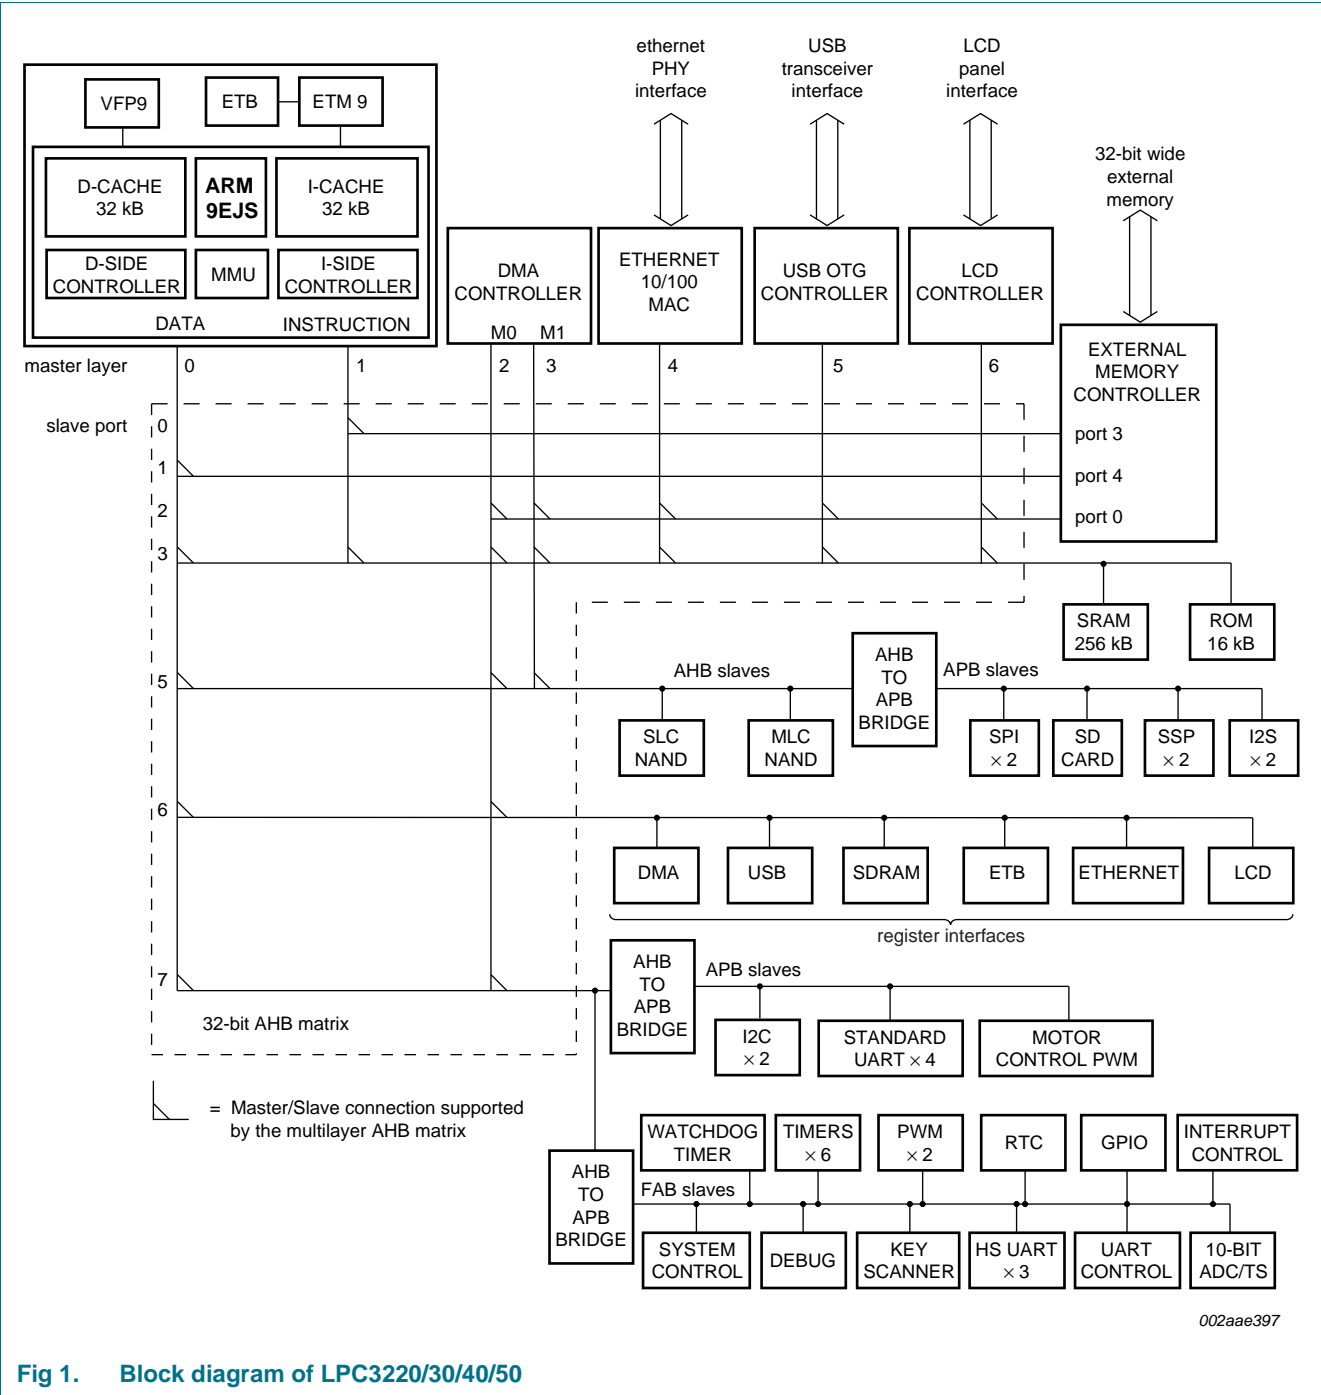 ethernet
PHY
interface
USB
transceiver
interface
LCD
panel
interface
32-bit wide
external
memory
VFP9
ETB
ETM 9
D-CACHE
32 kB
ARM
9EJS
I-CACHE
32 kB
D-SIDE
CONTROLLER
MMU
I-SIDE
CONTROLLER
DATA
INSTRUCTION
DMA
CONTROLLER
M0
M1
ETHERNET
10/100
MAC
USB OTG
CONTROLLER
LCD
CONTROLLER
EXTERNAL
MEMORY
CONTROLLER
port 3
port 4
port 0
master layer
0
1
2
3
4
5
6
slave port
0
1
2
3
5
6
7
SRAM
256 kB
ROM
16 kB
AHB slaves
AHB
TO
APB
BRIDGE
APB slaves
SLC
NAND
MLC
NAND
SPI
× 2
SD
CARD
SSP
× 2
I2S
× 2
DMA
USB
SDRAM
ETB
ETHERNET
LCD
register interfaces
AHB
TO
APB
BRIDGE
APB slaves
I2C
× 2
STANDARD
UART × 4
MOTOR
CONTROL PWM
32-bit AHB matrix
= Master/Slave connection supported
by the multilayer AHB matrix
AHB
TO
APB
BRIDGE
WATCHDOG
TIMER
TIMERS
× 6
PWM
× 2
RTC
GPIO
INTERRUPT
CONTROL
FAB slaves
SYSTEM
CONTROL
DEBUG
KEY
SCANNER
HS UART
× 3
UART
CONTROL
10-BIT
ADC/TS
002aae397
Fig 1. Block diagram of LPC3220/30/40/50